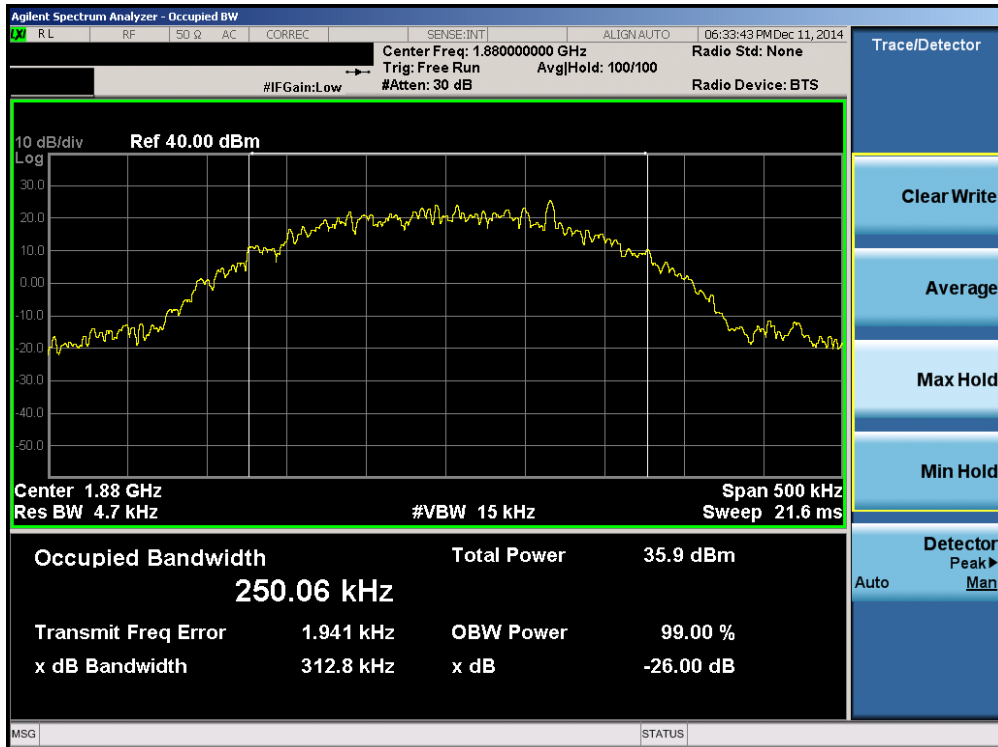 Agilent Spectrum Analyzer - Occupied BW
LXI RL RF 50 Ω AC CORREC SENSE:INT ALIGN AUTO 06:33:43 PM Dec 11, 2014
Center Freq: 1.880000000 GHz Radio Std: None
Trig: Free Run Avg|Hold: 100/100
#IFGain:Low #Atten: 30 dB Radio Device: BTS
10 dB/div Ref 40.00 dBm
Log
30.0
20.0
10.0
0.00
-10.0
-20.0
-30.0
-40.0
-50.0
Center 1.88 GHz Span 500 kHz
Res BW 4.7 kHz #VBW 15 kHz Sweep 21.6 ms
Occupied Bandwidth Total Power 35.9 dBm
250.06 kHz
Transmit Freq Error 1.941 kHz OBW Power 99.00 %
x dB Bandwidth 312.8 kHz x dB -26.00 dB
MSG STATUS
Trace/Detector
Clear Write
Average
Max Hold
Min Hold
Detector
Peak▶
Auto Man